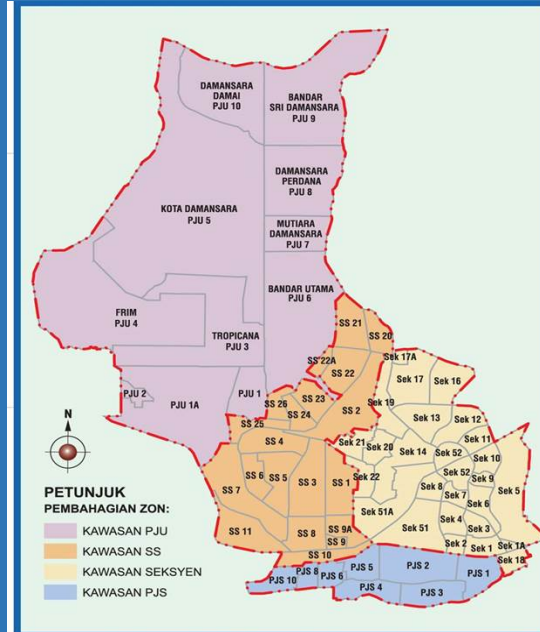 DAMANSARA
DAMAI
PJU 10
BANDAR
SRI DAMANSARA
PJU 9
DAMANSARA
PERDANA
PJU 8
KOTA DAMANSARA
PJU 5
MUTIARA
DAMANSARA
PJU 7
BANDAR UTAMA
PJU 6
FRIM
PJU 4
TROPICANA
PJU 3
PJU 2
PJU 1A
PJU 1
SS 21
SS 20
SS 22A
SS 22
SS 23
SS 26
SS 24
SS 2
SS 25
SS 4
SS 6
SS 5
SS 3
SS 1
SS 7
SS 11
SS 8
SS 9A
SS 9
SS 10
Sek 17A
Sek 17
Sek 16
Sek 19
Sek 13
Sek 12
Sek 11
Sek 21
Sek 20
Sek 14
Sek 52
Sek 10
Sek 22
Sek 52
Sek 9
Sek 8
Sek 7
Sek 5
Sek 6
Sek 51A
Sek 51
Sek 4
Sek 3
Sek 2
Sek 1
Sek 1A
Sek 18
PJS 10
PJS 8
PJS 6
PJS 5
PJS 2
PJS 1
PJS 4
PJS 3
N
PETUNJUK
PEMBAHAGIAN ZON:
KAWASAN PJU
KAWASAN SS
KAWASAN SEKSYEN
KAWASAN PJS